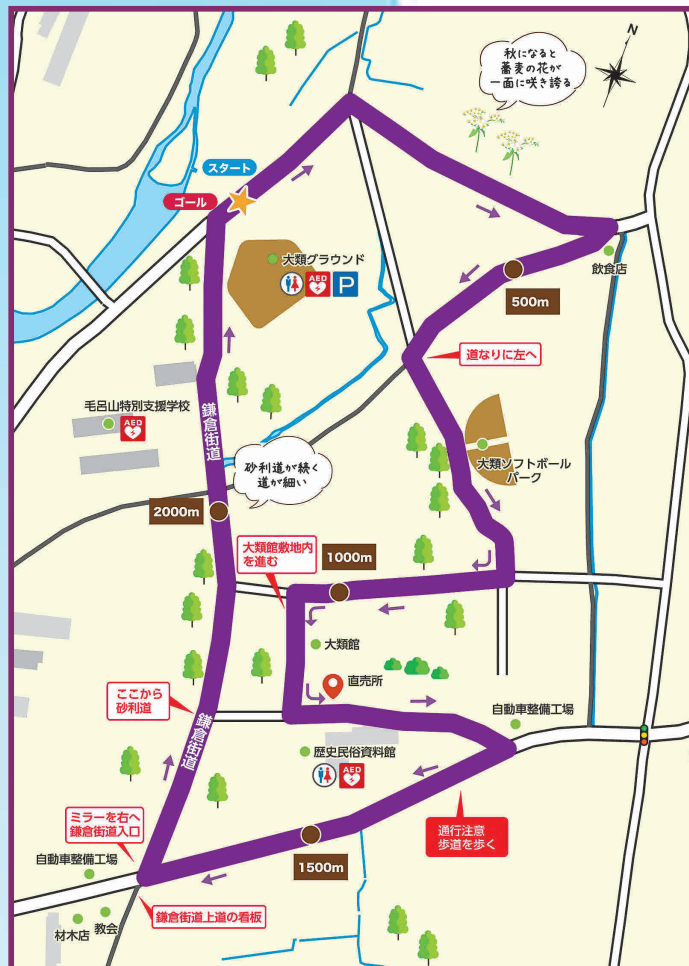 N
秋になると
蕎麦の花が
一面に咲き誇る
スタート
ゴール
大類グラウンド
AED
P
飲食店
500m
道なりに左へ
毛呂山特別支援学校
AED
鎌倉街道
大類ソフトボール
パーク
砂利道が続く
道が細い
2000m
大類館敷地内
を進む
1000m
大類館
直売所
ここから
砂利道
鎌倉街道
自動車整備工場
歴史民俗資料館
AED
ミラーを右へ
鎌倉街道入口
通行注意
歩道を歩く
1500m
自動車整備工場
鎌倉街道上道の看板
教会
材木店